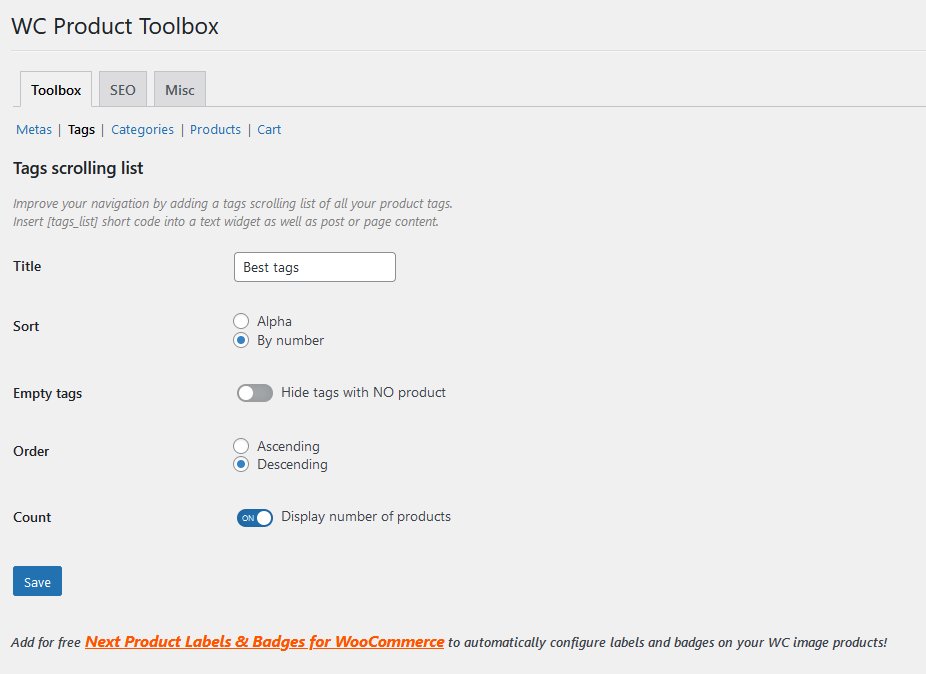 WC Product Toolbox
Toolbox SEO Misc
Metas | Tags | Categories | Products | Cart
Tags scrolling list
Improve your navigation by adding a tags scrolling list of all your product tags.
Insert [tags_list] short code into a text widget as well as post or page content.
Title Best tags
Sort Alpha
By number
Empty tags Hide tags with NO product
Order Ascending
Descending
Count ON Display number of products
Save
Add for free Next Product Labels & Badges for WooCommerce to automatically configure labels and badges on your WC image products!